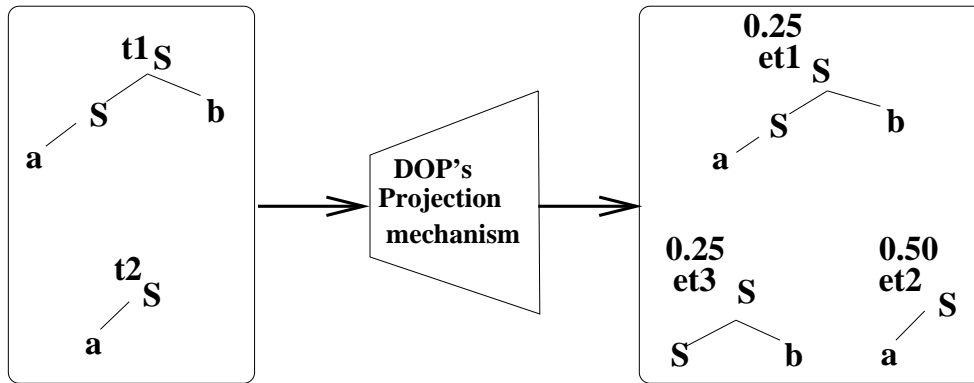 t1 S
S
b
a
t2 S
a
DOP's
Projection
mechanism
0.25
et1
S
S
b
a
0.25
et3 S
S
b
0.50
et2 S
a